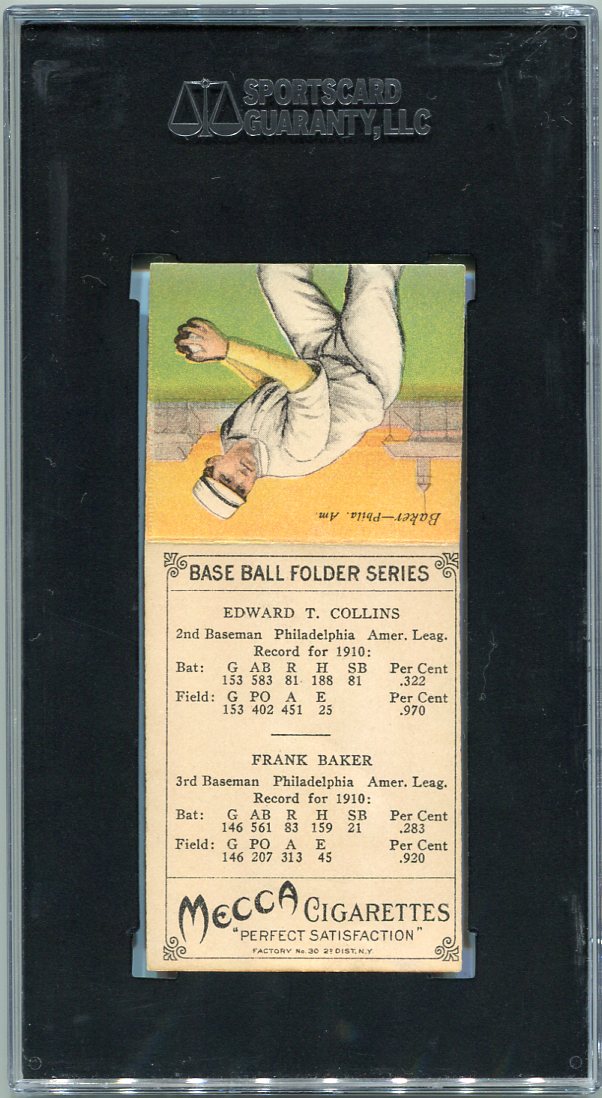 SPORTSCARD
GUARANTY, LLC
Baker—Phila. Am.
BASE BALL FOLDER SERIES
EDWARD T. COLLINS
2nd Baseman Philadelphia Amer. Leag.
Record for 1910:
Bat: G AB R H SB Per Cent
153 583 81 188 81 .322
Field: G PO A E Per Cent
153 402 451 25 .970
FRANK BAKER
3rd Baseman Philadelphia Amer. Leag.
Record for 1910:
Bat: G AB R H SB Per Cent
146 561 83 159 21 .283
Field: G PO A E Per Cent
146 207 313 45 .920
MECCA CIGARETTES
"PERFECT SATISFACTION"
FACTORY No. 30 2D DIST. N.Y.